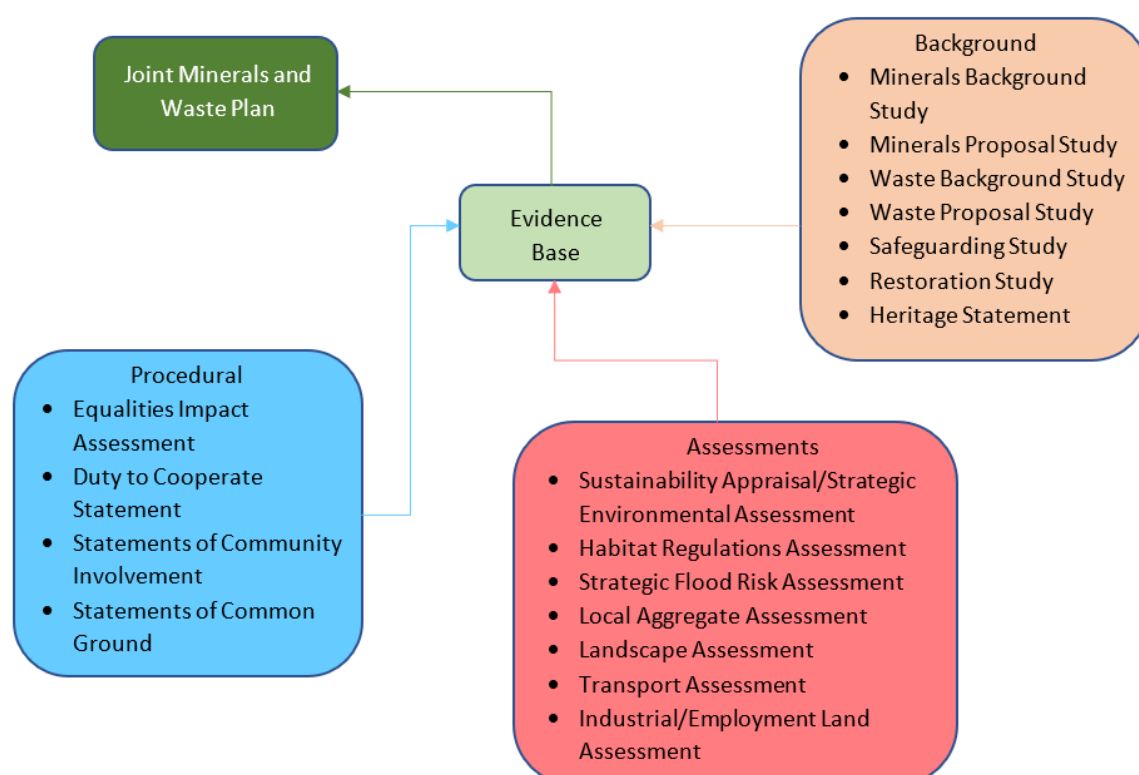 Joint Minerals and
Waste Plan
Background
• Minerals Background
Study
• Minerals Proposal Study
• Waste Background Study
• Waste Proposal Study
• Safeguarding Study
• Restoration Study
• Heritage Statement
Evidence
Base
Procedural
• Equalities Impact
Assessment
• Duty to Cooperate
Statement
• Statements of Community
Involvement
• Statements of Common
Ground
Assessments
• Sustainability Appraisal/Strategic
Environmental Assessment
• Habitat Regulations Assessment
• Strategic Flood Risk Assessment
• Local Aggregate Assessment
• Landscape Assessment
• Transport Assessment
• Industrial/Employment Land
Assessment